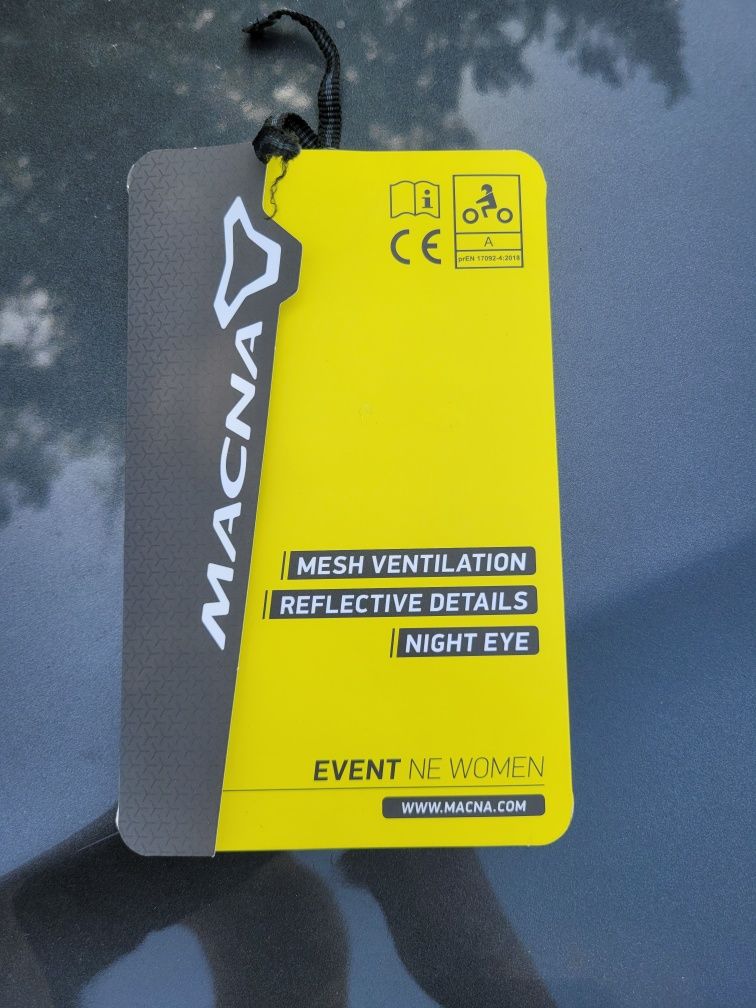 MACNA
i
CE
A
prEN 17092-4:2018
MESH VENTILATION
REFLECTIVE DETAILS
NIGHT EYE
EVENT NE WOMEN
WWW.MACNA.COM